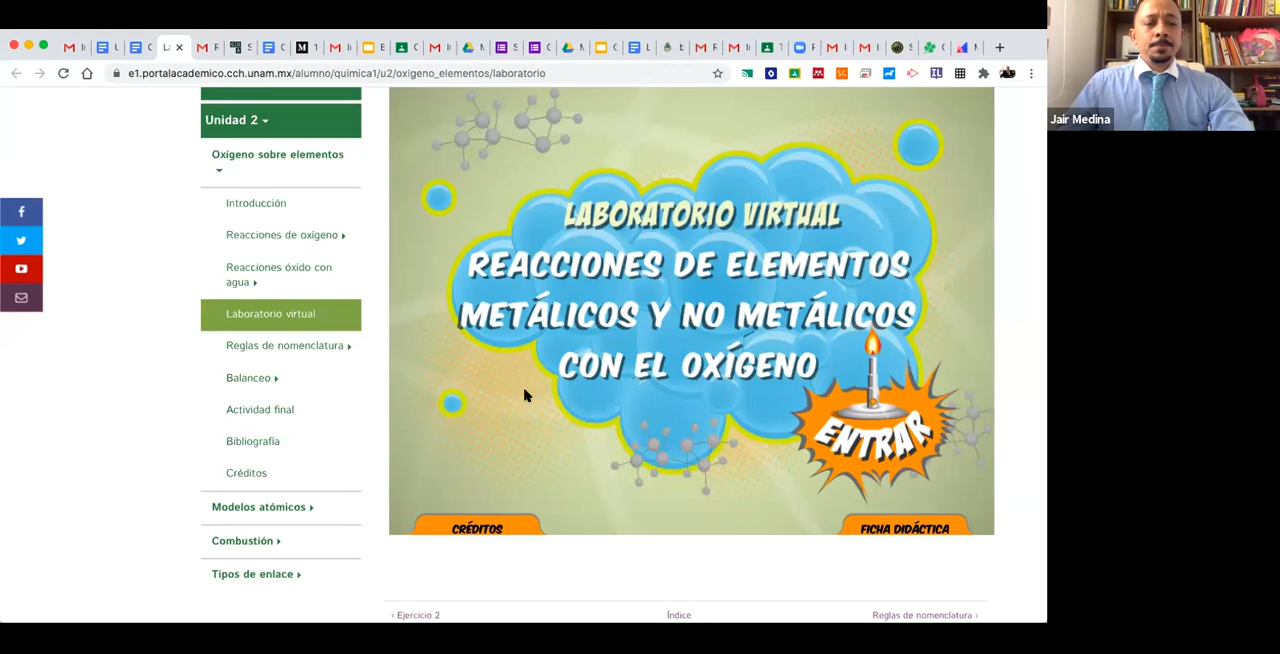 e1.portalacademico.cch.unam.mx/alumno/quimica1/u2/oxigeno_elementos/laboratorio
Jair Medina
Unidad 2
Oxígeno sobre elementos
Introducción
Reacciones de oxígeno
Reacciones óxido con
agua
Laboratorio virtual
Reglas de nomenclatura
Balanceo
Actividad final
Bibliografía
Créditos
Modelos atómicos
Combustión
Tipos de enlace
LABORATORIO VIRTUAL
REACCIONES DE ELEMENTOS
METÁLICOS Y NO METÁLICOS
CON EL OXÍGENO
ENTRAR
CRÉDITOS
FICHA DIDÁCTICA
‹ Ejercicio 2
Índice
Reglas de nomenclatura ›